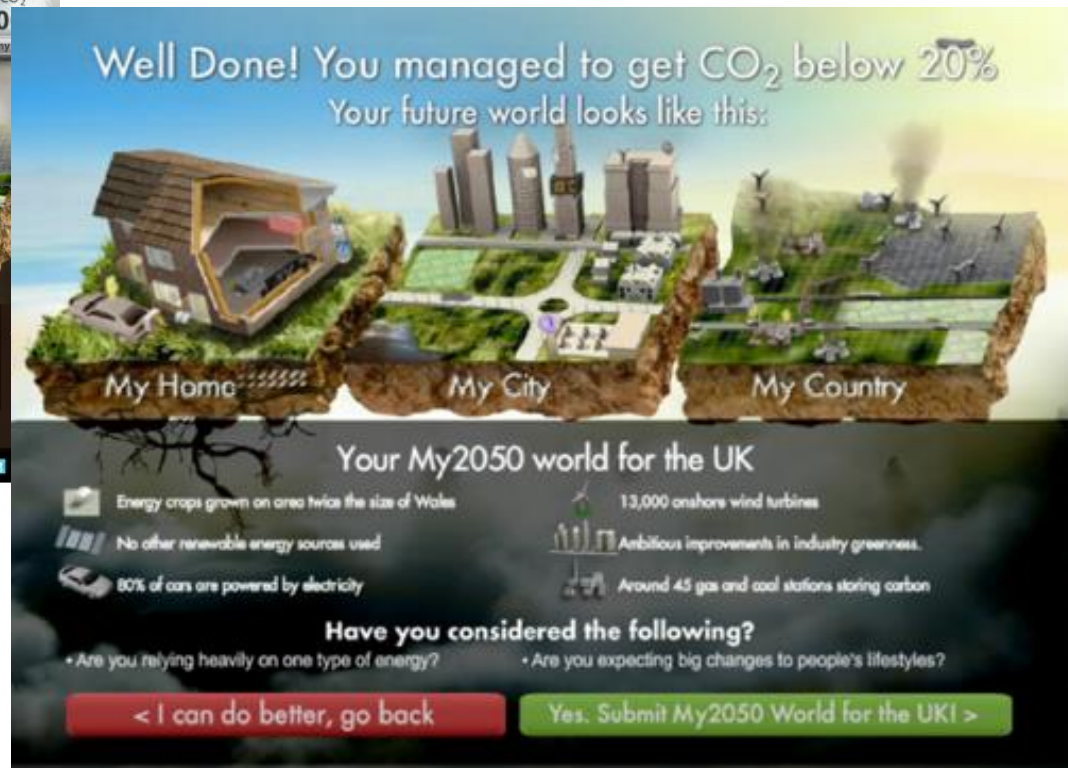 Well Done! You managed to get CO₂ below 20%
Your future world looks like this:
My Home
My City
My Country
Your My2050 world for the UK
Energy crops grown on area twice the size of Wales
13,000 onshore wind turbines
No other renewable energy sources used
Ambitious improvements in industry greenness.
80% of cars are powered by electricity
Around 45 gas and coal stations storing carbon
Have you considered the following?
• Are you relying heavily on one type of energy?
• Are you expecting big changes to people's lifestyles?
< I can do better, go back
Yes. Submit My2050 World for the UK! >